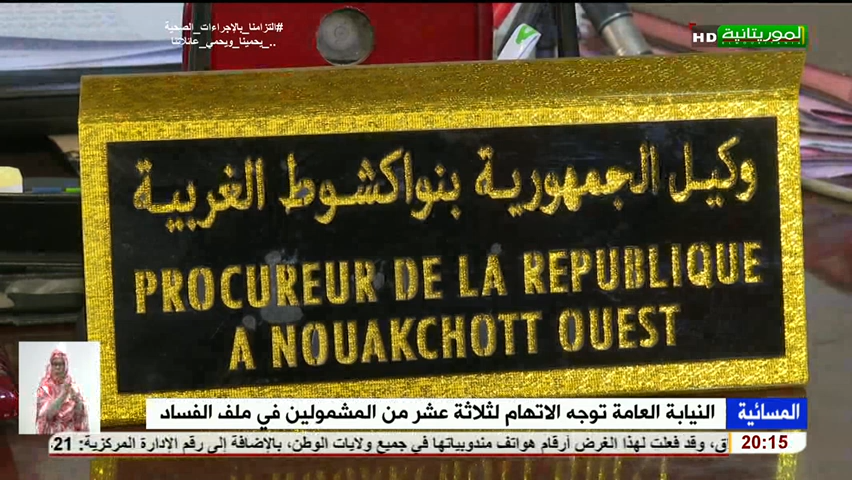 #التزامنا_بالإجراءات_الصحية
.._يحمينا_ويحمي_عائلاتنا
HD الموريتانية
وكيل الجمهورية بنواكشوط الغربية
PROCUREUR DE LA REPUBLIQUE
A NOUAKCHOTT OUEST
المسائية
النيابة العامة توجه الاتهام لثلاثة عشر من المشمولين في ملف الفساد
20:15
اق، وقد فعلت لهذا الغرض أرقام هواتف مندوبياتها في جميع ولايات الوطن، بالإضافة إلى رقم الإدارة المركزية: 21